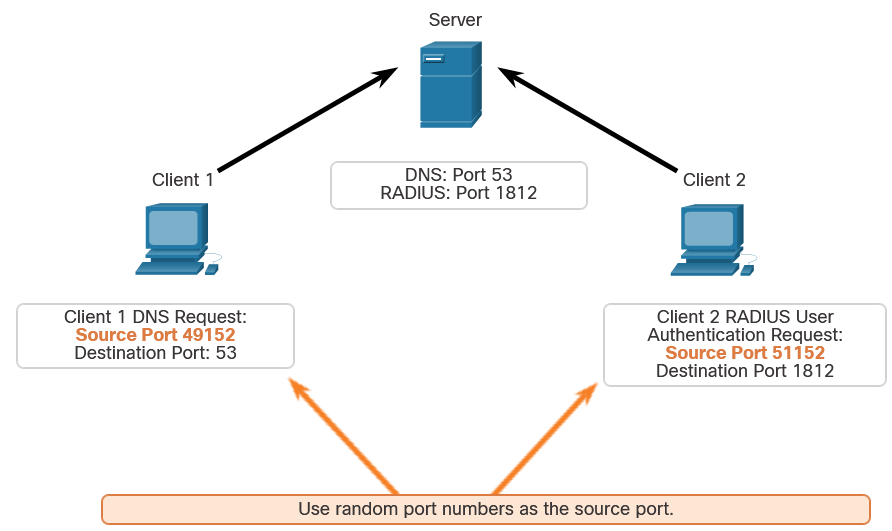 Server
DNS: Port 53
RADIUS: Port 1812
Client 1
Client 2
Client 1 DNS Request:
Source Port 49152
Destination Port: 53
Client 2 RADIUS User
Authentication Request:
Source Port 51152
Destination Port 1812
Use random port numbers as the source port.